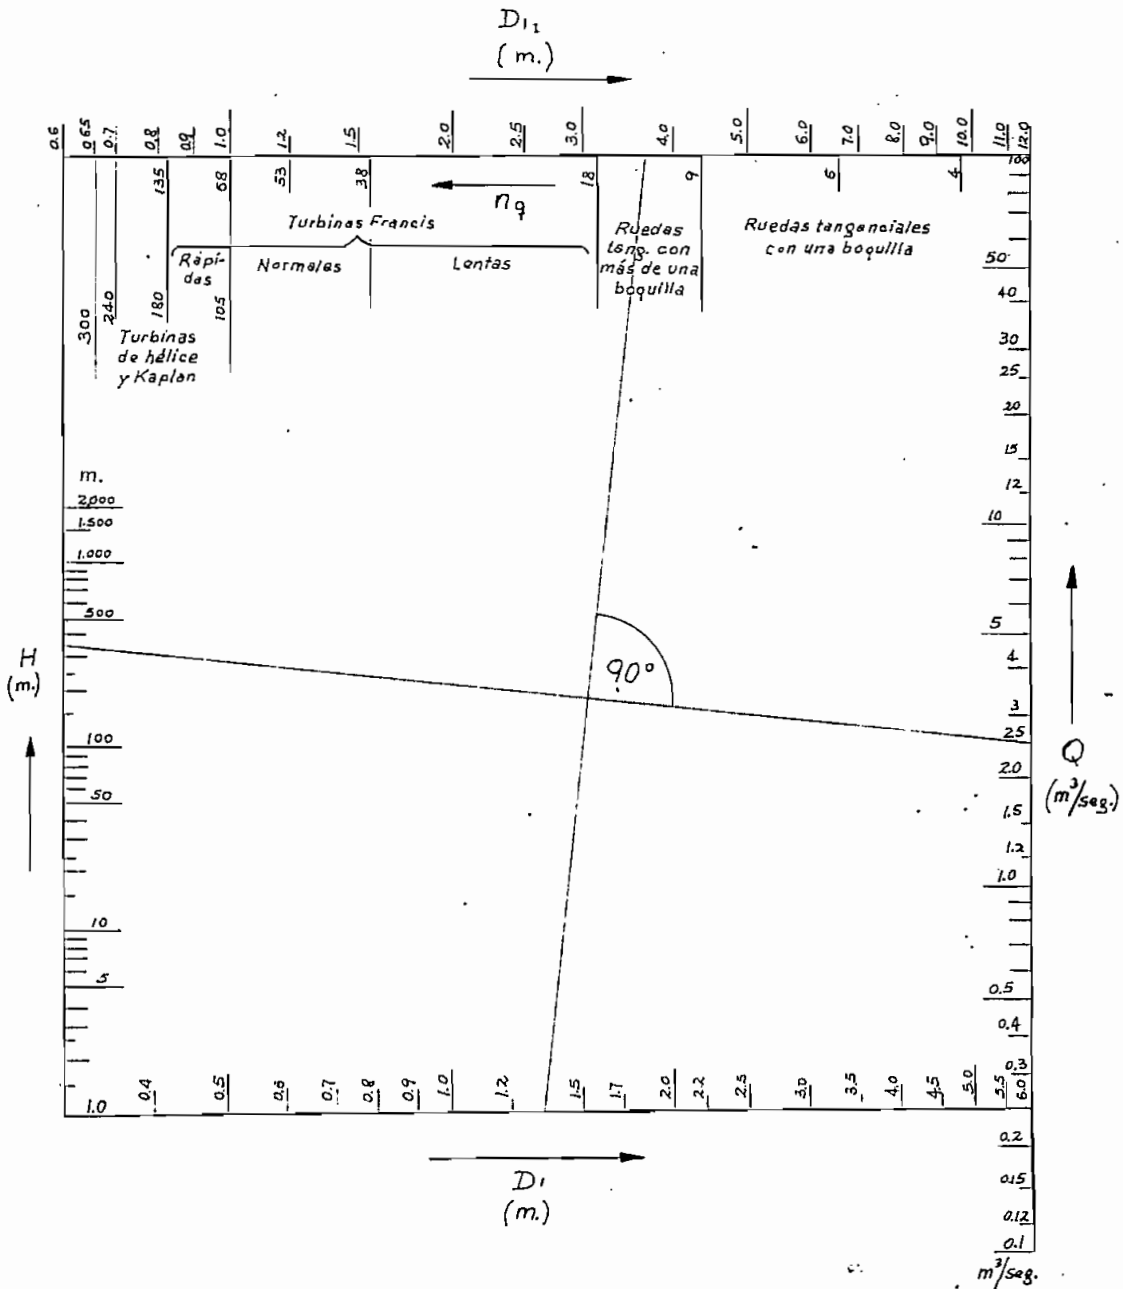 D11
(m.)
0.6 0.65 0.7 0.8 0.9 1.0 1.2 1.5 2.0 2.5 3.0 4.0 5.0 6.0 7.0 8.0 9.0 10.0 11.0 12.0
135 68 53 38 18 9 6 4
nq
Turbinas Francis
Rápi-
das
Normales
Lentas
Ruedas
tang. con
más de una
boquilla
Ruedas tangenciales
con una boquilla
300 240 180 105
Turbinas
de hélice
y Kaplan
m.
2,000
1.500
1.000
500
100
50
10
5
1.0
H
(m.)
90°
100
50
40
30
25
20
15
12
10
5
4
3
2.5
2.0
1.5
1.2
1.0
0.5
0.4
0.3
0.2
0.15
0.12
0.1
m³/seg.
Q
(m³/seg.)
0.4 0.5 0.6 0.7 0.8 0.9 1.0 1.2 1.5 1.7 2.0 2.2 2.5 3.0 3.5 4.0 4.5 5.0 5.5 6.0
D1
(m.)